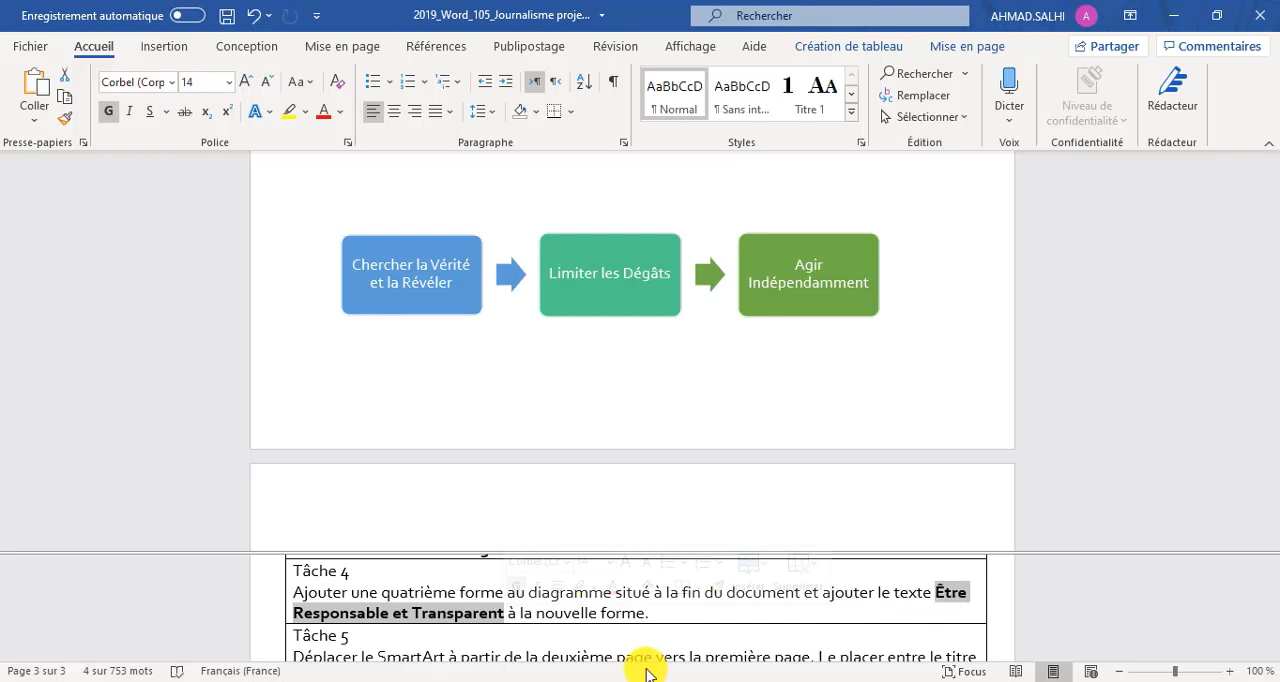 Enregistrement automatique
2019_Word_105_Journalisme proje...
Rechercher
AHMAD.SALHI
A
Fichier
Accueil
Insertion
Conception
Mise en page
Références
Publipostage
Révision
Affichage
Aide
Création de tableau
Mise en page
Partager
Commentaires
Coller
Corbel (Corp
14
Aa
G I S ab x₂ x² A A
AaBbCcD
¶ Normal
AaBbCcD
¶ Sans int...
1 AA
Titre 1
Rechercher
Remplacer
Sélectionner
Dicter
Niveau de
confidentialité
Rédacteur
Presse-papiers
Police
Paragraphe
Styles
Édition
Voix
Confidentialité
Rédacteur
Chercher la Vérité
et la Révéler
Limiter les Dégâts
Agir
Indépendamment
Tâche 4
Ajouter une quatrième forme au diagramme situé à la fin du document et ajouter le texte Être
Responsable et Transparent à la nouvelle forme.
Tâche 5
Déplacer le SmartArt à partir de la deuxième page vers la première page. Le placer entre le titre
Page 3 sur 3
4 sur 753 mots
Français (France)
Focus
100 %